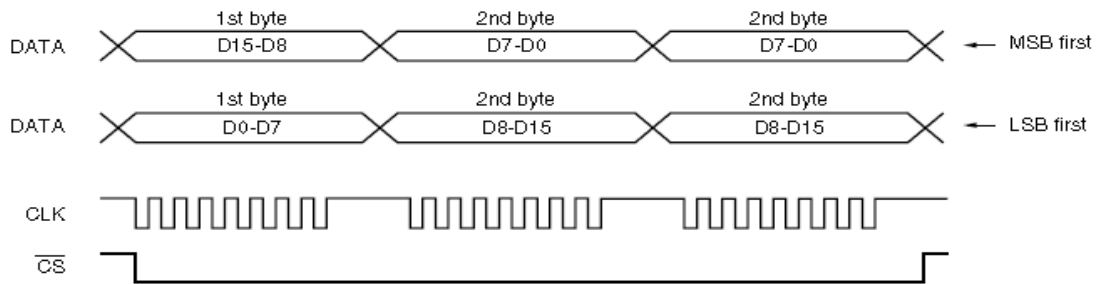 1st byte 2nd byte 2nd byte
DATA D15-D8 D7-D0 D7-D0 MSB first
1st byte 2nd byte 2nd byte
DATA D0-D7 D8-D15 D8-D15 LSB first
CLK
CS